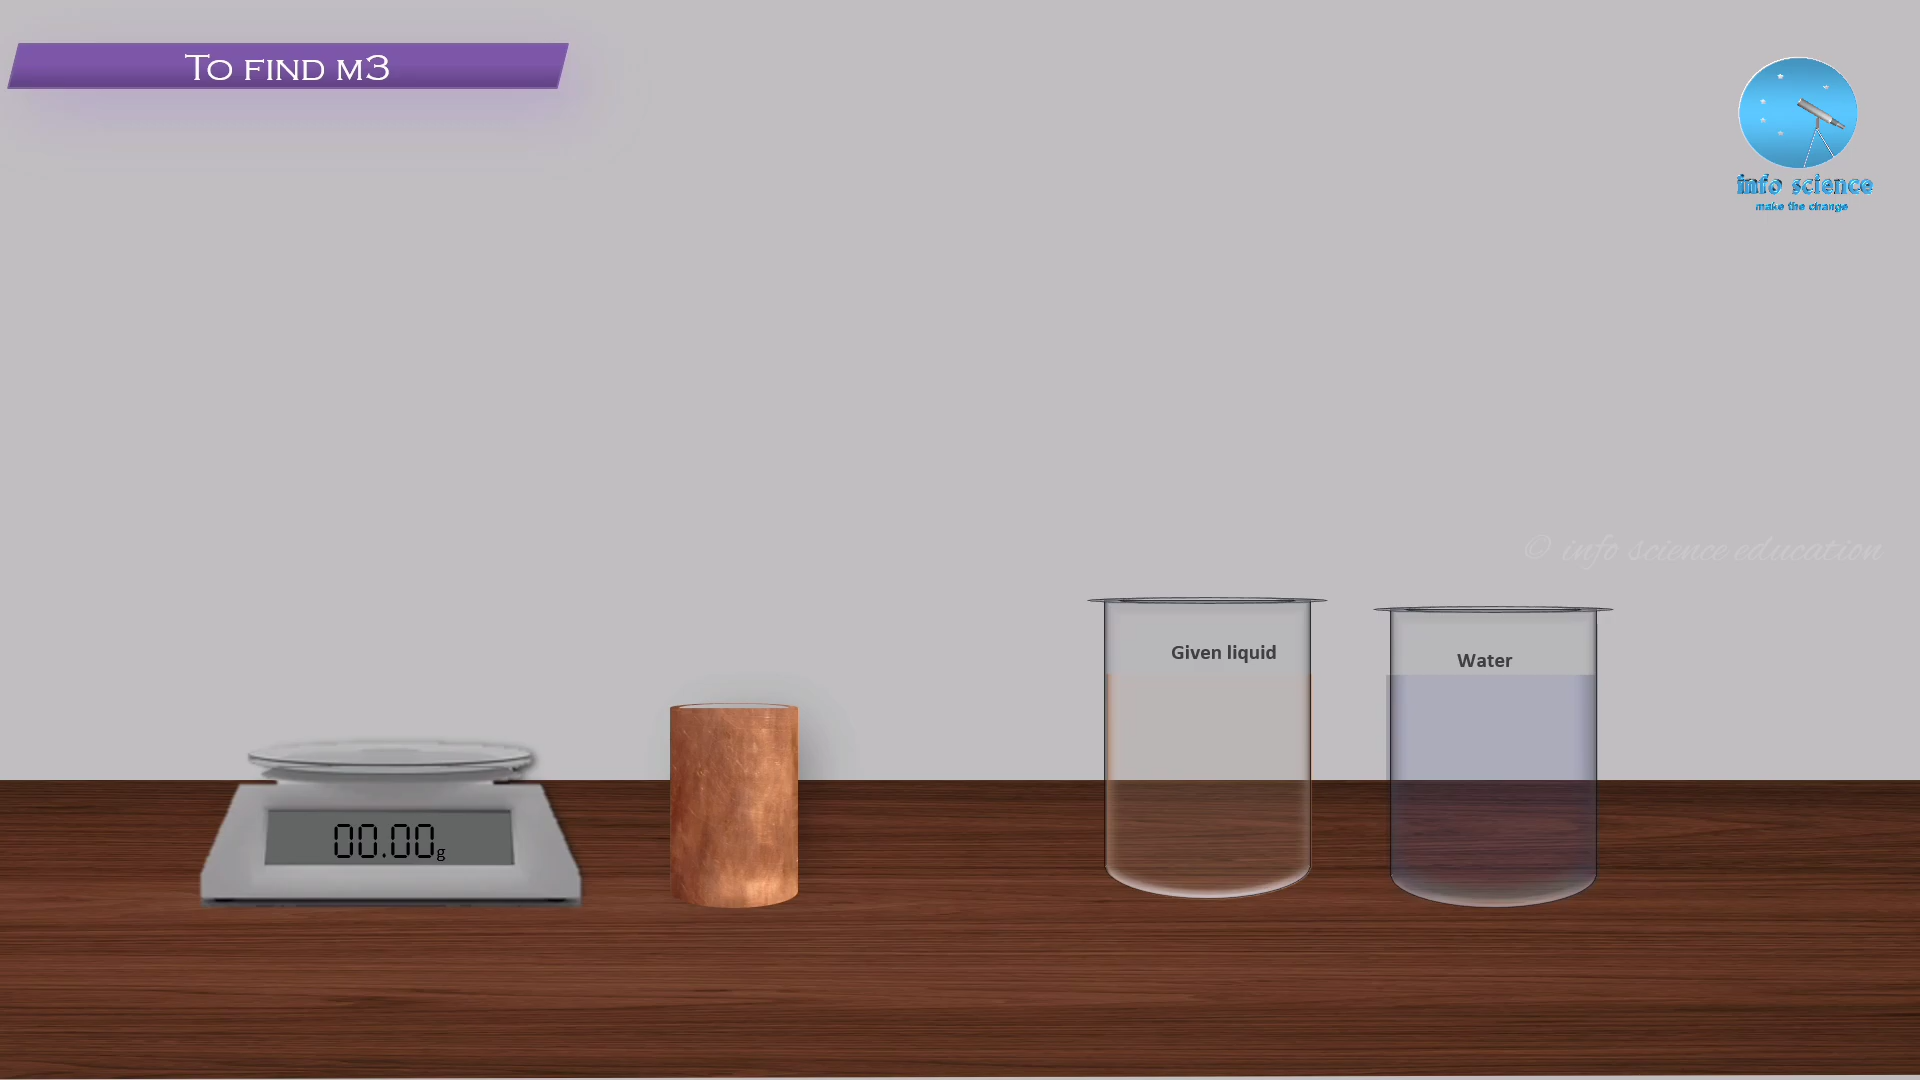 To find m3
info science
make the change
© info science education
Given liquid
Water
00.00g